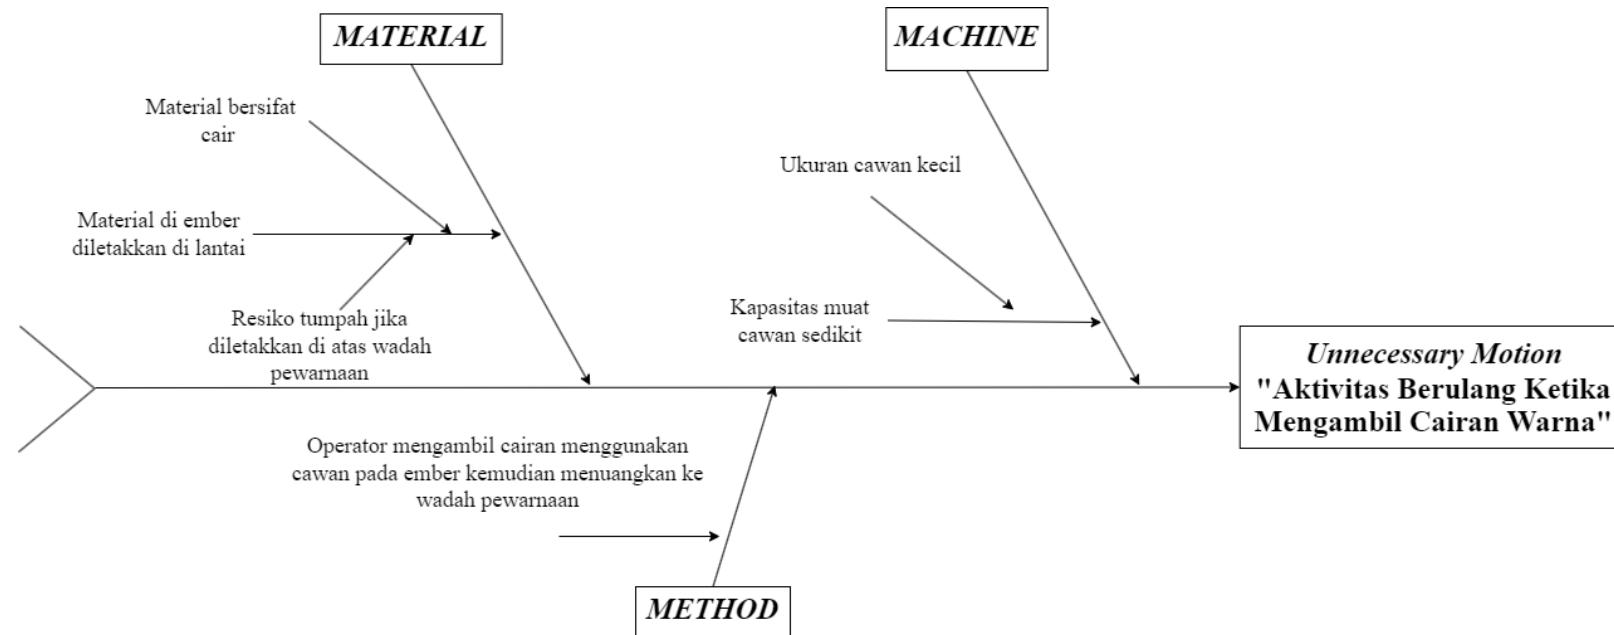 MATERIAL
MACHINE
Material bersifat
cair
Ukuran cawan kecil
Material di ember
diletakkan di lantai
Resiko tumpah jika
diletakkan di atas wadah
pewarnaan
Kapasitas muat
cawan sedikit
Unnecessary Motion
"Aktivitas Berulang Ketika
Mengambil Cairan Warna"
Operator mengambil cairan menggunakan
cawan pada ember kemudian menuangkan ke
wadah pewarnaan
METHOD